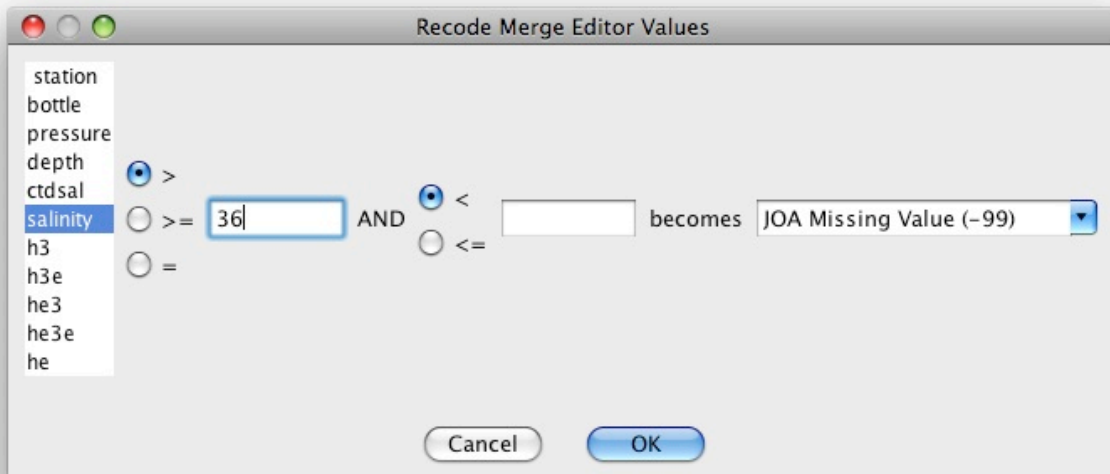 Recode Merge Editor Values
station
bottle
pressure
depth
ctdsal
salinity
h3
h3e
he3
he3e
he
>
>=
=
36
AND
<
<=
becomes
JOA Missing Value (-99)
Cancel
OK